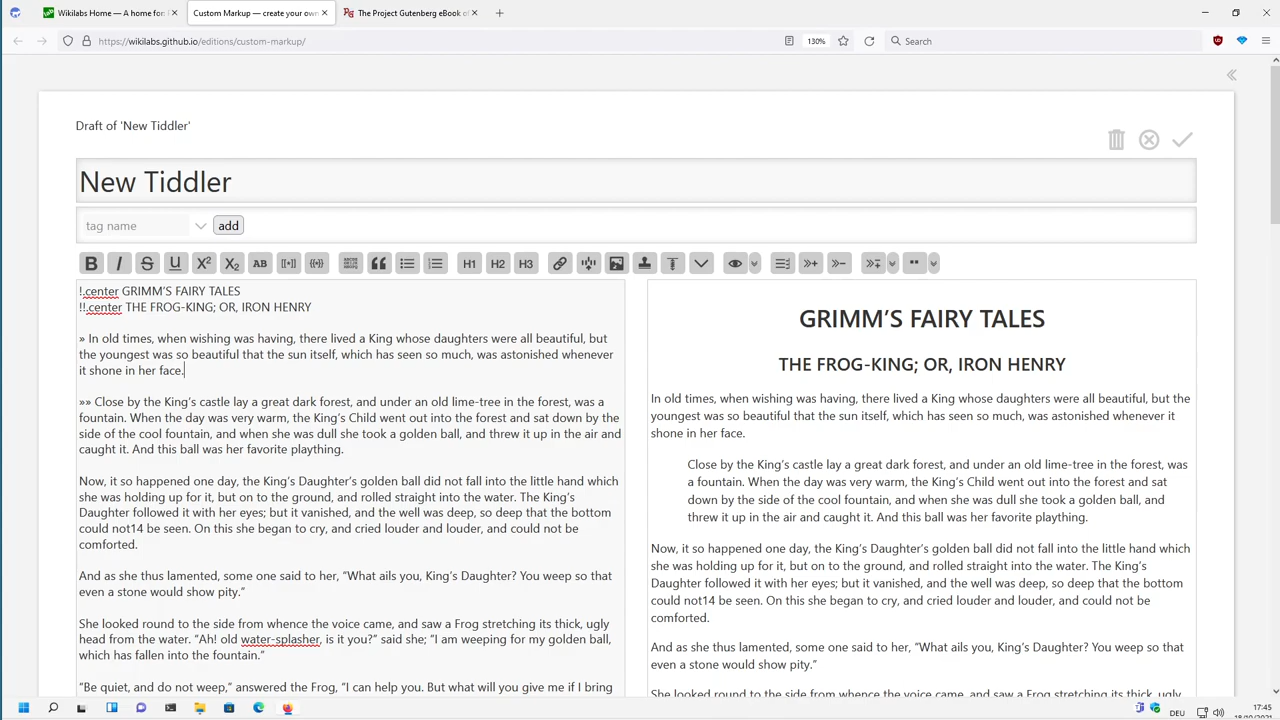 Wikilabs Home — A home f
Custom Markup — create your own
The Project Gutenberg eBook of
https://wikilabs.github.io/editions/custom-markup/
130%
Search
Draft of 'New Tiddler'
New Tiddler
tag name
add
B I S U X² X₂ AB
H1 H2 H3
!.center GRIMM’S FAIRY TALES
!!.center THE FROG-KING; OR, IRON HENRY
» In old times, when wishing was having, there lived a King whose daughters were all beautiful, but
the youngest was so beautiful that the sun itself, which has seen so much, was astonished whenever
it shone in her face.
»» Close by the King’s castle lay a great dark forest, and under an old lime-tree in the forest, was a
fountain. When the day was very warm, the King’s Child went out into the forest and sat down by the
side of the cool fountain, and when she was dull she took a golden ball, and threw it up in the air and
caught it. And this ball was her favorite plaything.
Now, it so happened one day, the King’s Daughter’s golden ball did not fall into the little hand which
she was holding up for it, but on to the ground, and rolled straight into the water. The King’s
Daughter followed it with her eyes; but it vanished, and the well was deep, so deep that the bottom
could not14 be seen. On this she began to cry, and cried louder and louder, and could not be
comforted.
And as she thus lamented, some one said to her, “What ails you, King’s Daughter? You weep so that
even a stone would show pity.”
She looked round to the side from whence the voice came, and saw a Frog stretching its thick, ugly
head from the water. “Ah! old water-splasher, is it you?” said she; “I am weeping for my golden ball,
which has fallen into the fountain.”
“Be quiet, and do not weep,” answered the Frog, “I can help you. But what will you give me if I bring
GRIMM’S FAIRY TALES
THE FROG-KING; OR, IRON HENRY
In old times, when wishing was having, there lived a King whose daughters were all beautiful, but the
youngest was so beautiful that the sun itself, which has seen so much, was astonished whenever it
shone in her face.
Close by the King’s castle lay a great dark forest, and under an old lime-tree in the forest, was
a fountain. When the day was very warm, the King’s Child went out into the forest and sat
down by the side of the cool fountain, and when she was dull she took a golden ball, and
threw it up in the air and caught it. And this ball was her favorite plaything.
Now, it so happened one day, the King’s Daughter’s golden ball did not fall into the little hand which
she was holding up for it, but on to the ground, and rolled straight into the water. The King’s
Daughter followed it with her eyes; but it vanished, and the well was deep, so deep that the bottom
could not14 be seen. On this she began to cry, and cried louder and louder, and could not be
comforted.
And as she thus lamented, some one said to her, “What ails you, King’s Daughter? You weep so that
even a stone would show pity.”
She looked round to the side from whence the voice came, and saw a Frog stretching its thick, ugly
DEU
17:45
18/10/2021